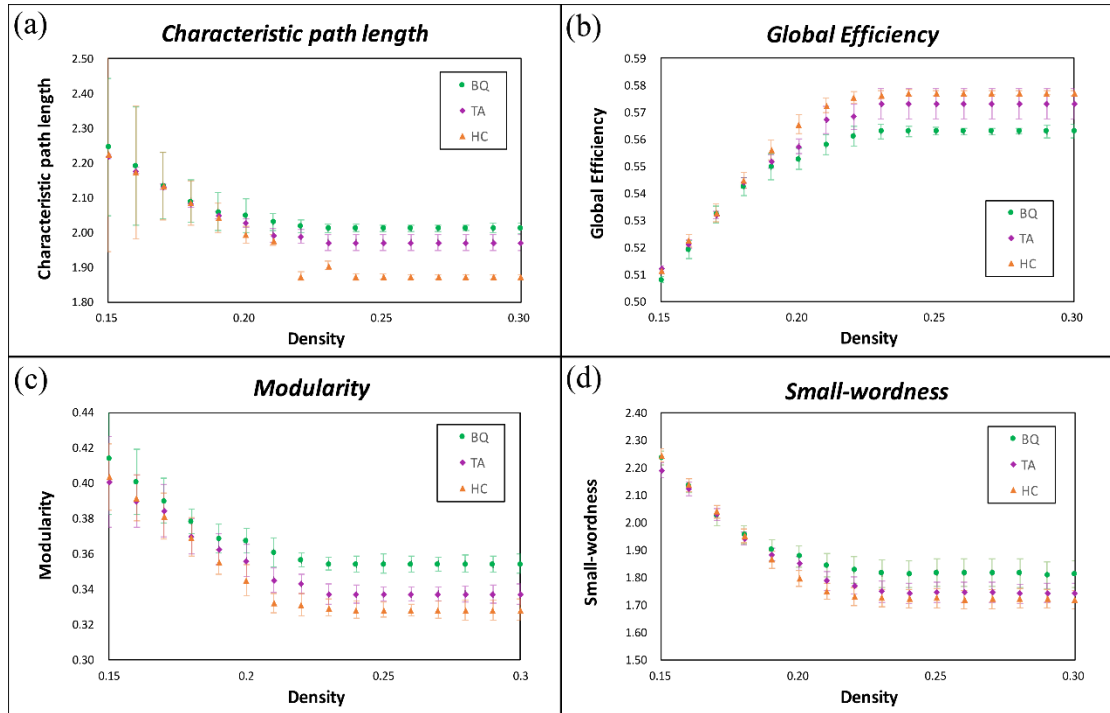 (a)
Characteristic path length
Characteristic path length
2.50
2.40
2.30
2.20
2.10
2.00
1.90
1.80
0.15
0.20
0.25
0.30
Density
BQ
TA
HC
(b)
Global Efficiency
Global Efficiency
0.59
0.57
0.56
0.55
0.53
0.52
0.51
0.50
0.15
0.20
0.25
0.30
Density
BQ
TA
HC
(c)
Modularity
Modularity
0.44
0.42
0.40
0.38
0.36
0.34
0.32
0.30
0.15
0.2
0.25
0.3
Density
BQ
TA
HC
(d)
Small-wordness
Small-wordness
2.40
2.30
2.20
2.10
2.00
1.90
1.80
1.70
1.60
1.50
0.15
0.20
0.25
0.30
Density
BQ
TA
HC